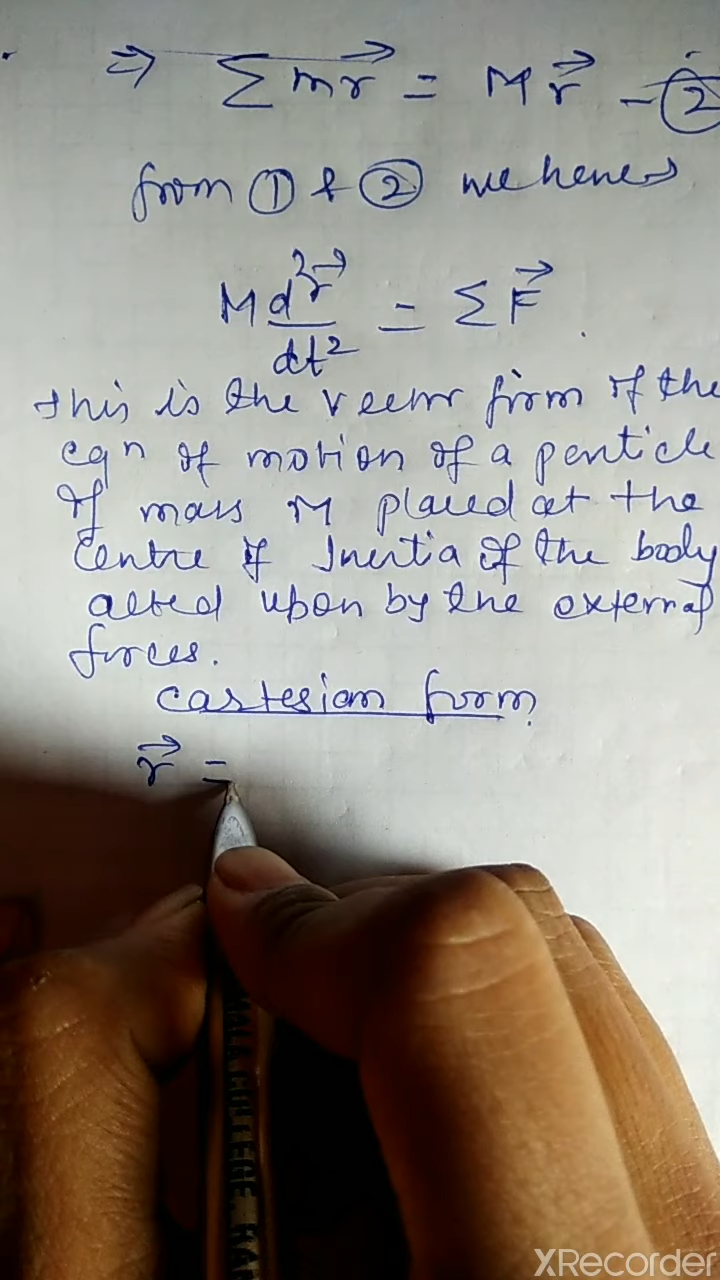 ⇒ Σmr⃗ = Mr⃗ - ②
from ① & ② we have
M d²r⃗/dt² = ΣF⃗.
This is the vector form of the
eqⁿ of motion of a particle
of mass M placed at the
Centre of Inertia of the body
acted upon by the external
forces.
Cartesian form
r⃗ =
XRecorder